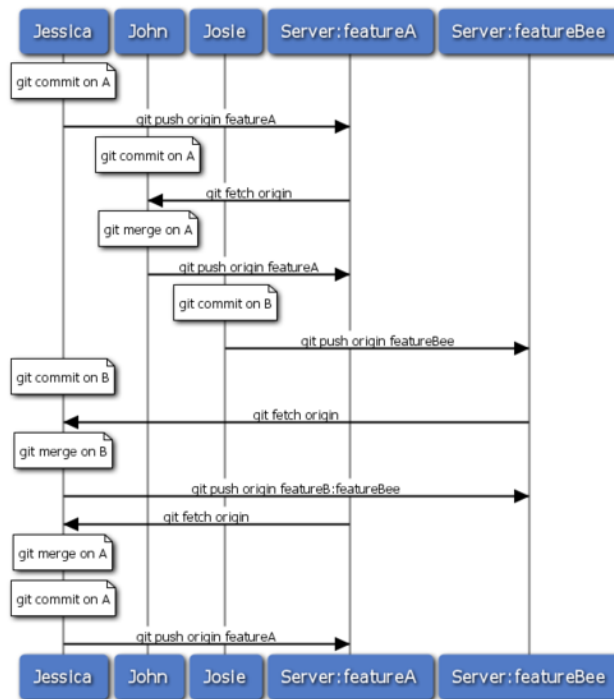 Jessica John Josie Server:featureA Server:featureBee
git commit on A
git push origin featureA
git commit on A
git fetch origin
git merge on A
git push origin featureA
git commit on B
git push origin featureBee
git commit on B
git fetch origin
git merge on B
git push origin featureB:featureBee
git fetch origin
git merge on A
git commit on A
git push origin featureA
Jessica John Josie Server:featureA Server:featureBee